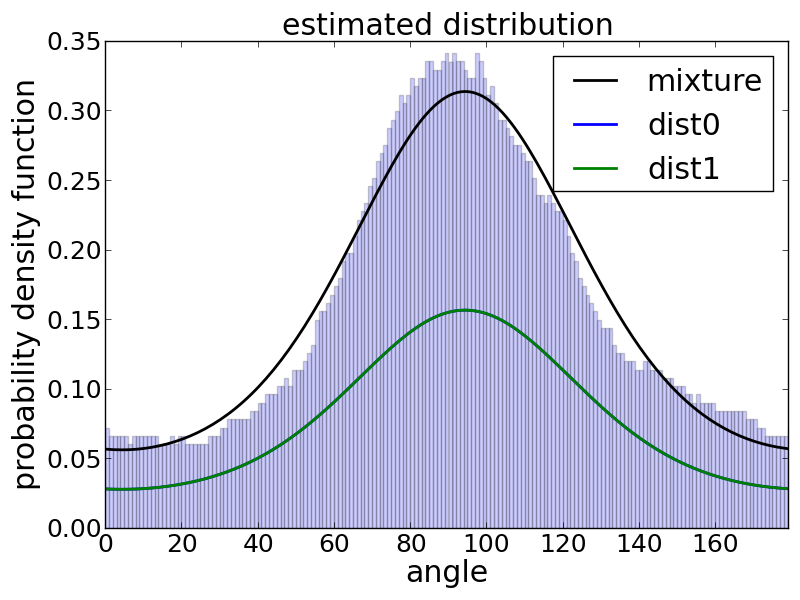 estimated distribution
probability density function
0.35
0.30
0.25
0.20
0.15
0.10
0.05
0.00
mixture
dist0
dist1
0 20 40 60 80 100 120 140 160
angle